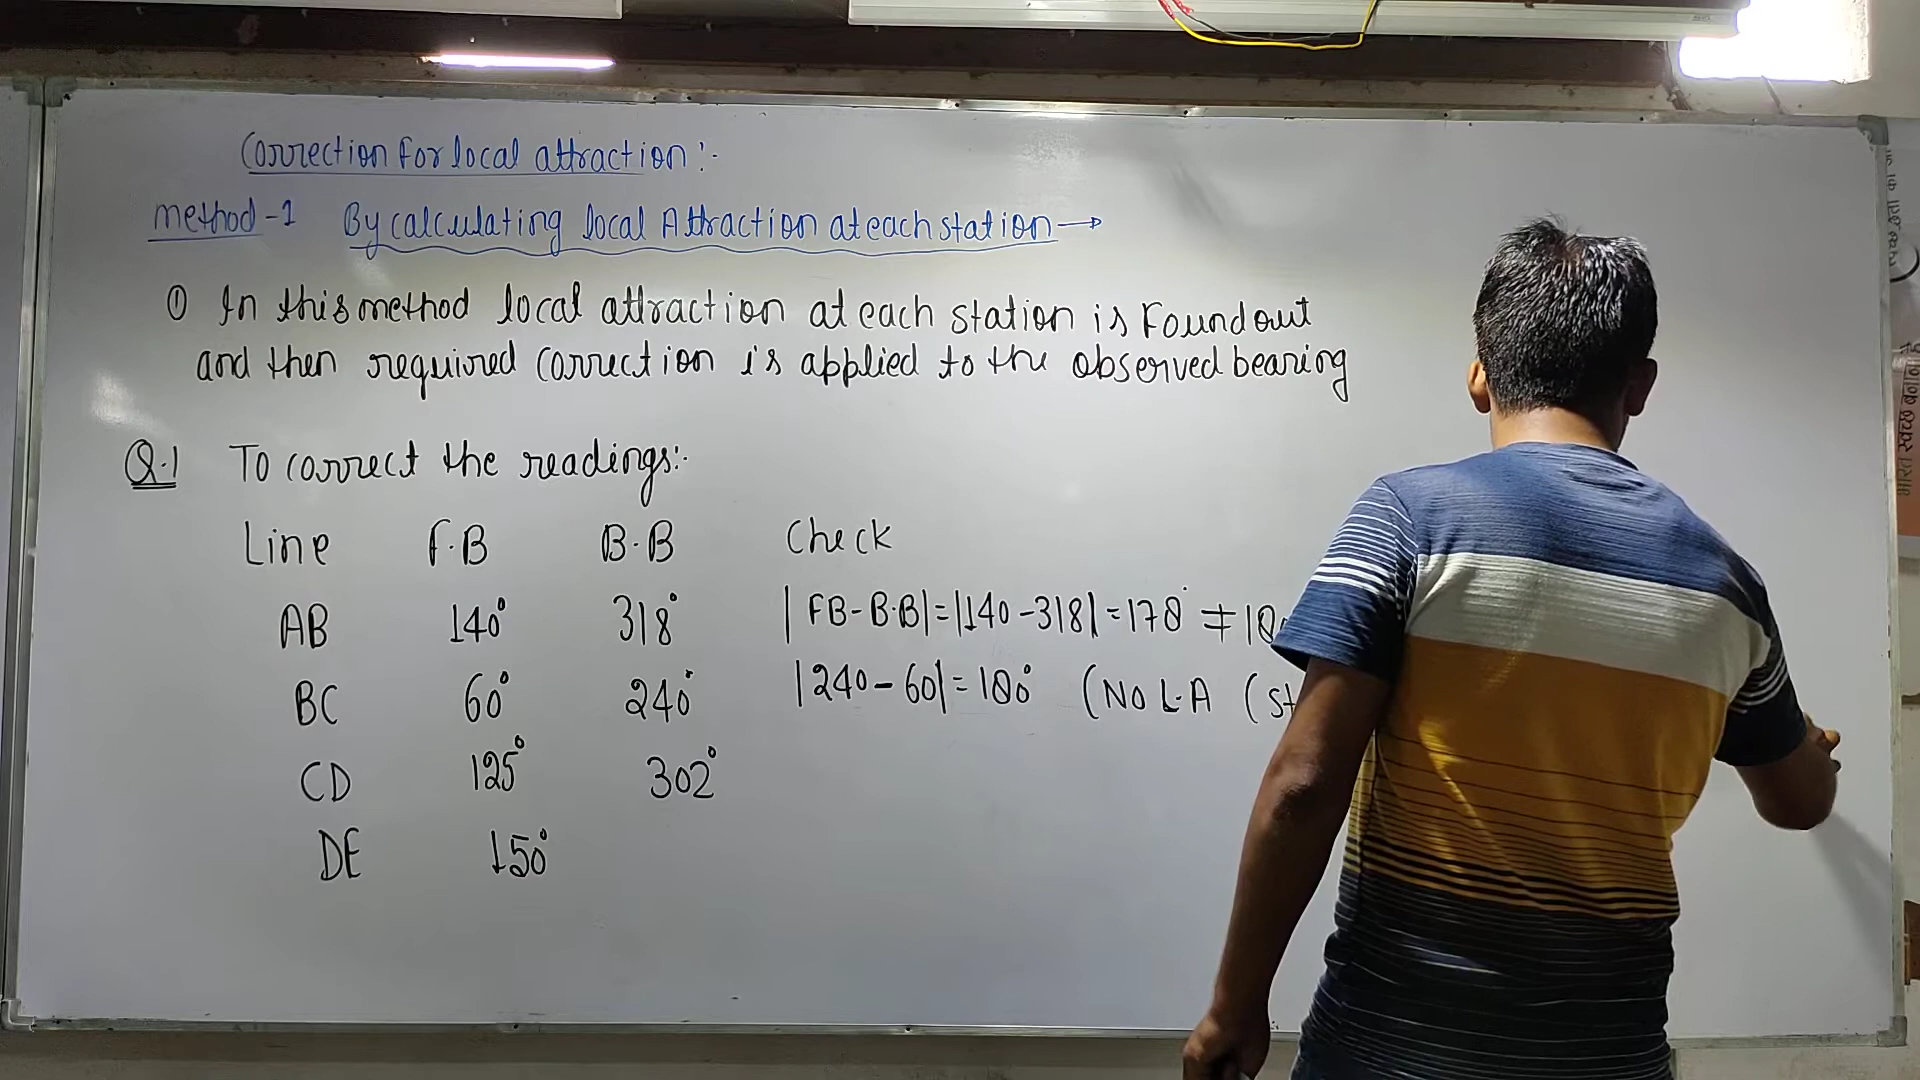 Correction for local attraction :-
Method-1 By calculating local Attraction at each station →
① In this method local attraction at each station is Found out
and then required correction is applied to the observed bearing
Q.1 To correct the readings:-
Line F.B B.B Check
AB 140° 318° |FB-B.B|=|140-318|=178° ≠ 180
BC 60° 240° |240-60|=180° (NO L.A (St
CD 125° 302°
DE 150°